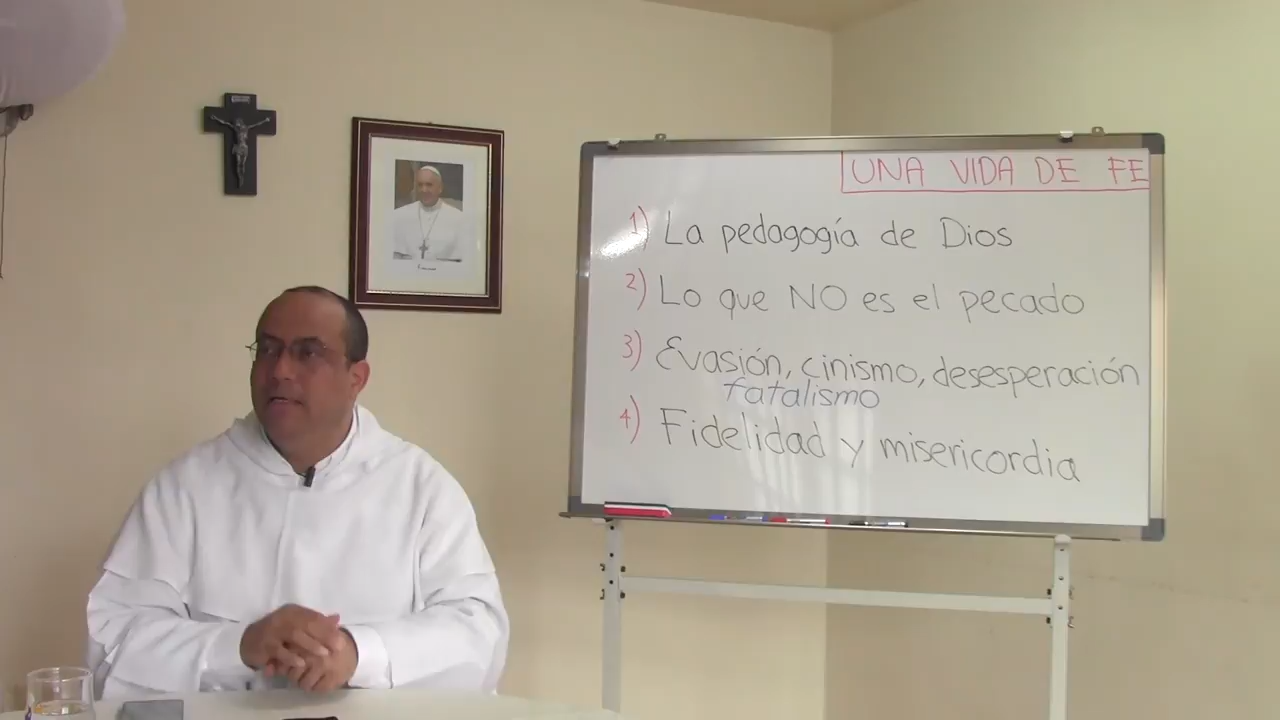 UNA VIDA DE FE
1) La pedagogía de Dios
2) Lo que NO es el pecado
3) Evasión, cinismo, desesperación
fatalismo
4) Fidelidad y misericordia